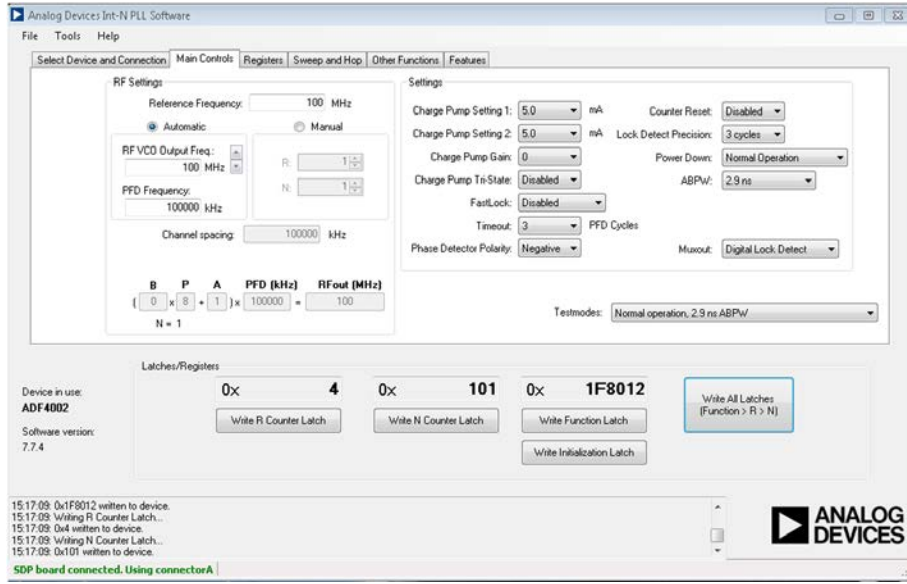 Analog Devices Int-N PLL Software
File Tools Help
Select Device and Connection Main Controls Registers Sweep and Hop Other Functions Features
RF Settings
Reference Frequency: 100 MHz
Automatic Manual
RF VCO Output Freq.:
100 MHz
PFD Frequency:
100000 kHz
R: 1
N: 1
Channel spacing: 100000 kHz
B P A PFD (kHz) RFout (MHz)
( 0 x 8 + 1 ) x 100000 = 100
N = 1
Settings
Charge Pump Setting 1: 5.0 mA
Charge Pump Setting 2: 5.0 mA
Charge Pump Gain: 0
Charge Pump Tri-State: Disabled
FastLock: Disabled
Timeout: 3 PFD Cycles
Phase Detector Polarity: Negative
Counter Reset: Disabled
Lock Detect Precision: 3 cycles
Power Down: Normal Operation
ABPW: 2.9 ns
Muxout: Digital Lock Detect
Testmodes: Normal operation, 2.9 ns ABPW
Latches/Registers
Device in use:
ADF4002
Software version:
7.7.4
0x 4
Write R Counter Latch
0x 101
Write N Counter Latch
0x 1F8012
Write Function Latch
Write Initialization Latch
Write All Latches
(Function > R > N)
15:17:09: 0x1F8012 written to device.
15:17:09: Writing R Counter Latch...
15:17:09: 0x4 written to device.
15:17:09: Writing N Counter Latch...
15:17:09: 0x101 written to device.
ANALOG
DEVICES
SDP board connected. Using connectorA